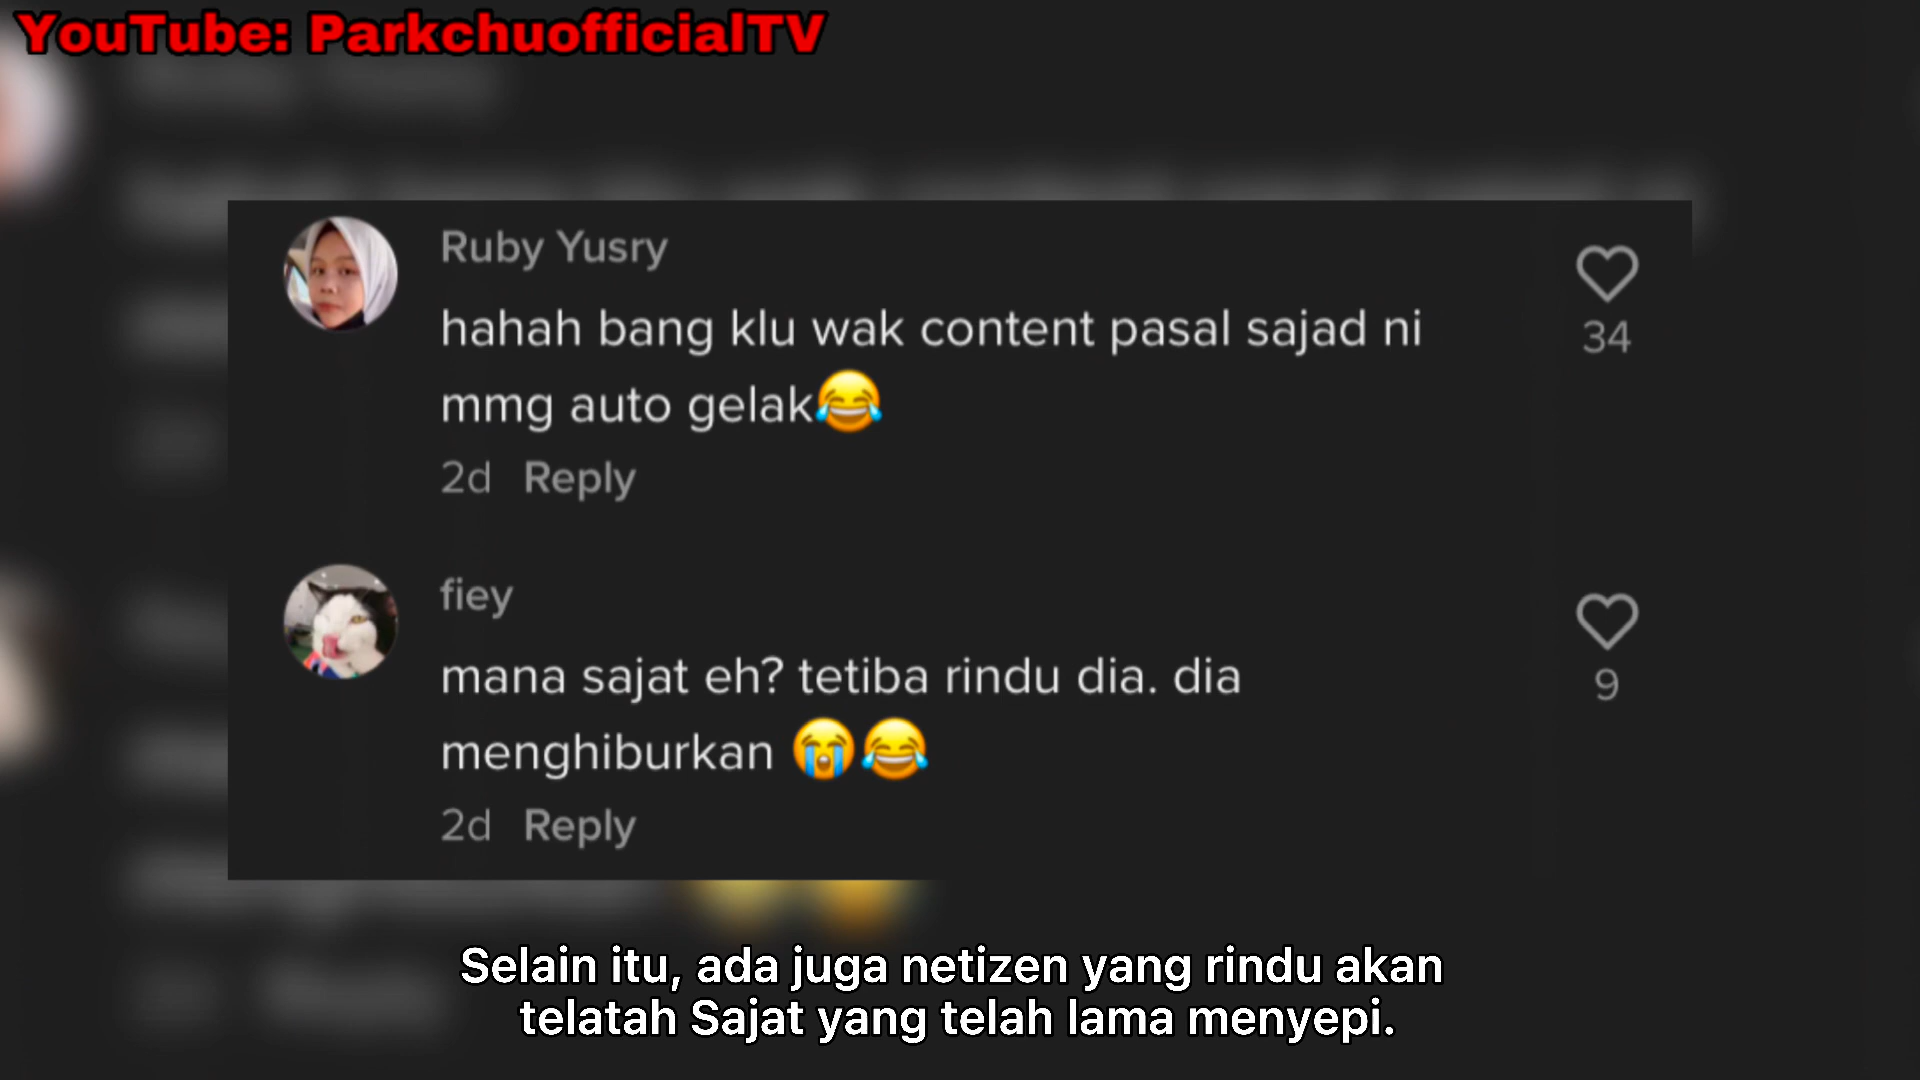 YouTube: ParkchuofficialTV
Ruby Yusry
hahah bang klu wak content pasal sajad ni
mmg auto gelak😂
34
2d Reply
fiey
mana sajat eh? tetiba rindu dia. dia
menghiburkan 😭😂
9
2d Reply
Selain itu, ada juga netizen yang rindu akan
telatah Sajat yang telah lama menyepi.